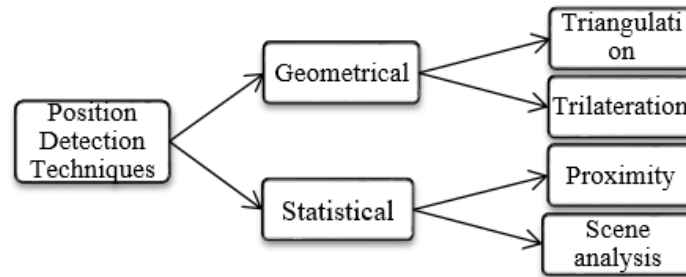 Position
Detection
Techniques
Geometrical
Statistical
Triangulati
on
Trilateration
Proximity
Scene
analysis